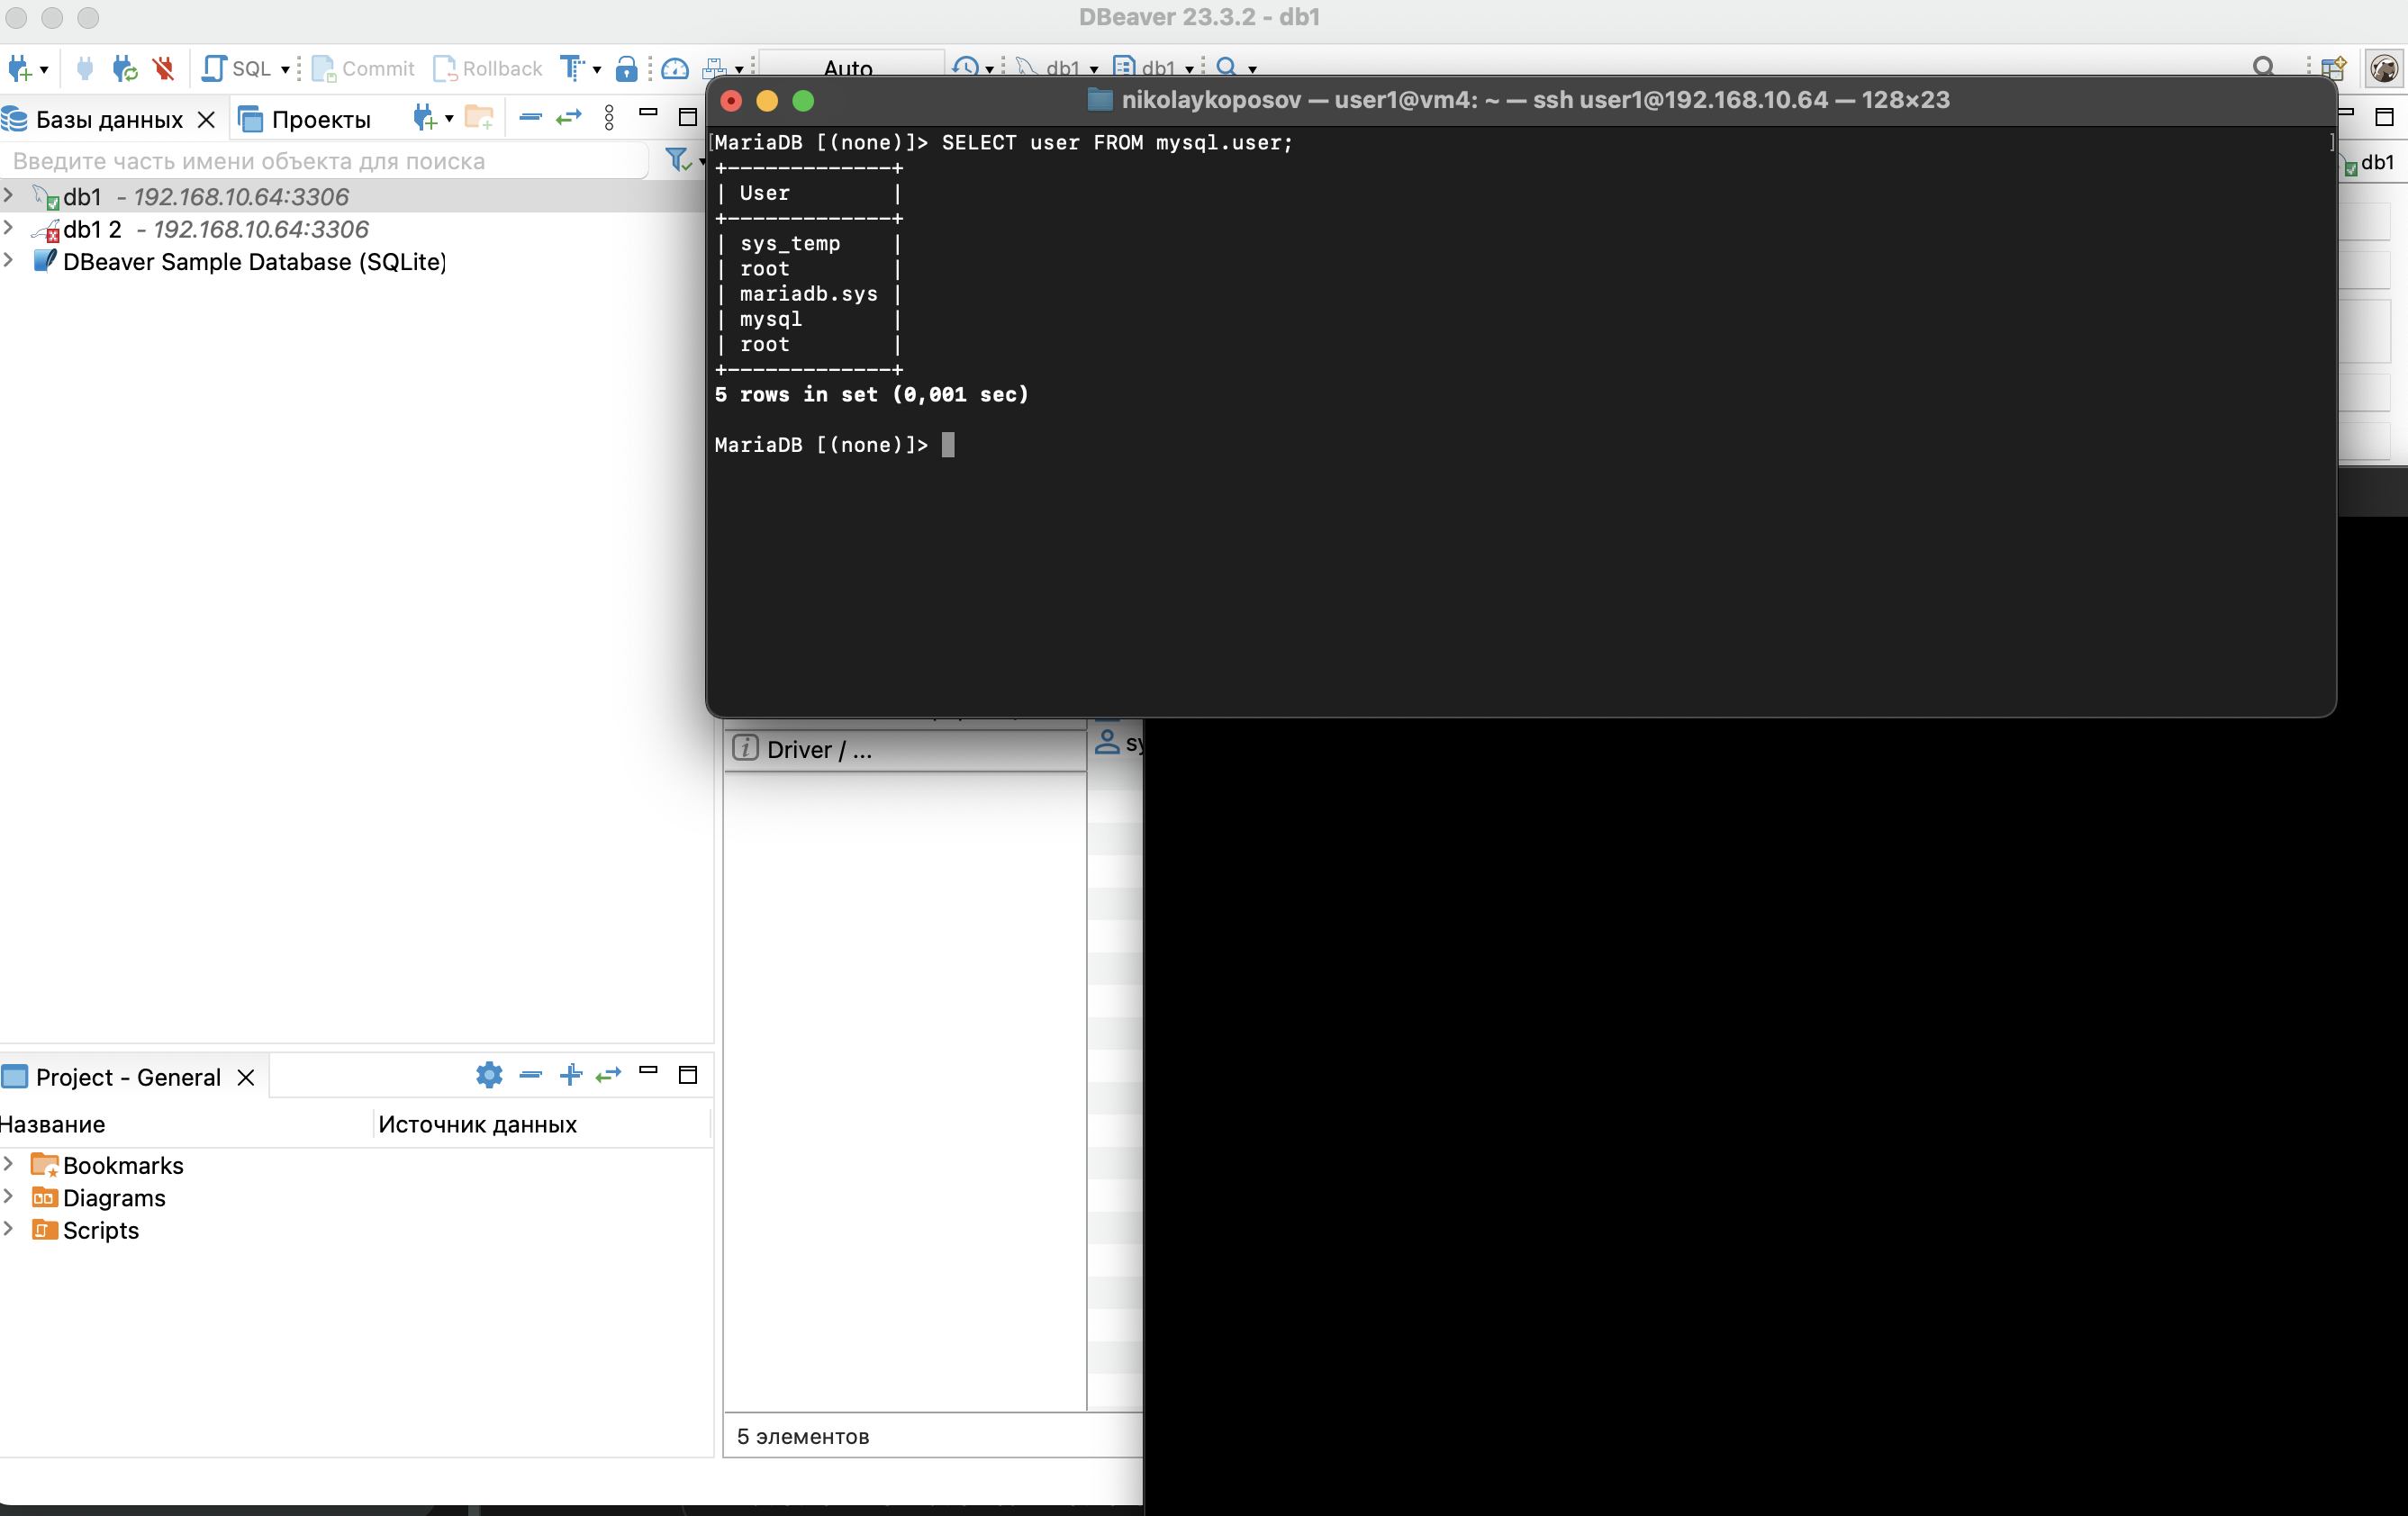 DBeaver 23.3.2 - db1
SQL
Commit
Rollback
Auto
db1
db1
Базы данных
Проекты
Введите часть имени объекта для поиска
db1 - 192.168.10.64:3306
db1 2 - 192.168.10.64:3306
DBeaver Sample Database (SQLite)
nikolaykoposov — user1@vm4: ~ — ssh user1@192.168.10.64 — 128×23
[MariaDB [(none)]> SELECT user FROM mysql.user; ]
+-------------+
| User        |
+-------------+
| sys_temp    |
| root        |
| mariadb.sys |
| mysql       |
| root        |
+-------------+
5 rows in set (0,001 sec)
MariaDB [(none)]>
db1
Driver / ...
sy
5 элементов
Project - General
Название
Источник данных
Bookmarks
Diagrams
Scripts